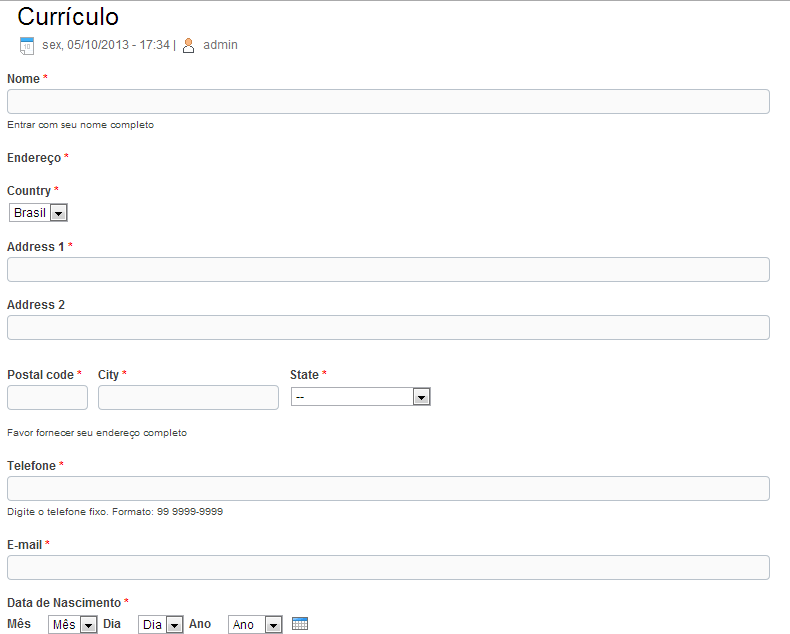 Currículo
sex, 05/10/2013 - 17:34 | admin
Nome *
Entrar com seu nome completo
Endereço *
Country *
Brasil
Address 1 *
Address 2
Postal code * City * State *
--
Favor fornecer seu endereço completo
Telefone *
Digite o telefone fixo. Formato: 99 9999-9999
E-mail *
Data de Nascimento *
Mês Mês Dia Dia Ano Ano